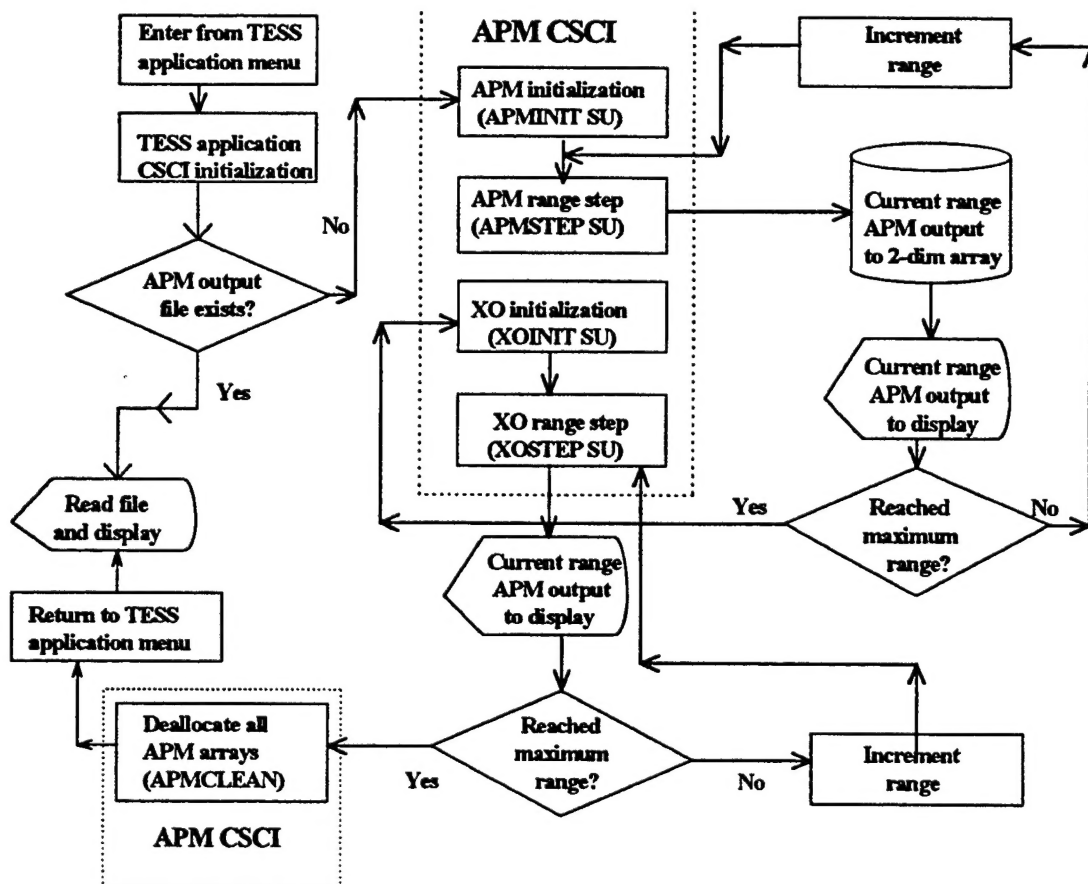 Enter from TESS
application menu
TESS application
CSCI initialization
APM output
file exists?
No
Yes
Read file
and display
Return to TESS
application menu
Deallocate all
APM arrays
(APMCLEAN)
APM CSCI
APM CSCI
APM initialization
(APMINIT SU)
APM range step
(APMSTEP SU)
XO initialization
(XOINIT SU)
XO range step
(XOSTEP SU)
Current range
APM output
to display
Reached
maximum
range?
Yes
No
Increment
range
Increment
range
Current range
APM output
to 2-dim array
Current range
APM output
to display
Reached
maximum
range?
Yes
No